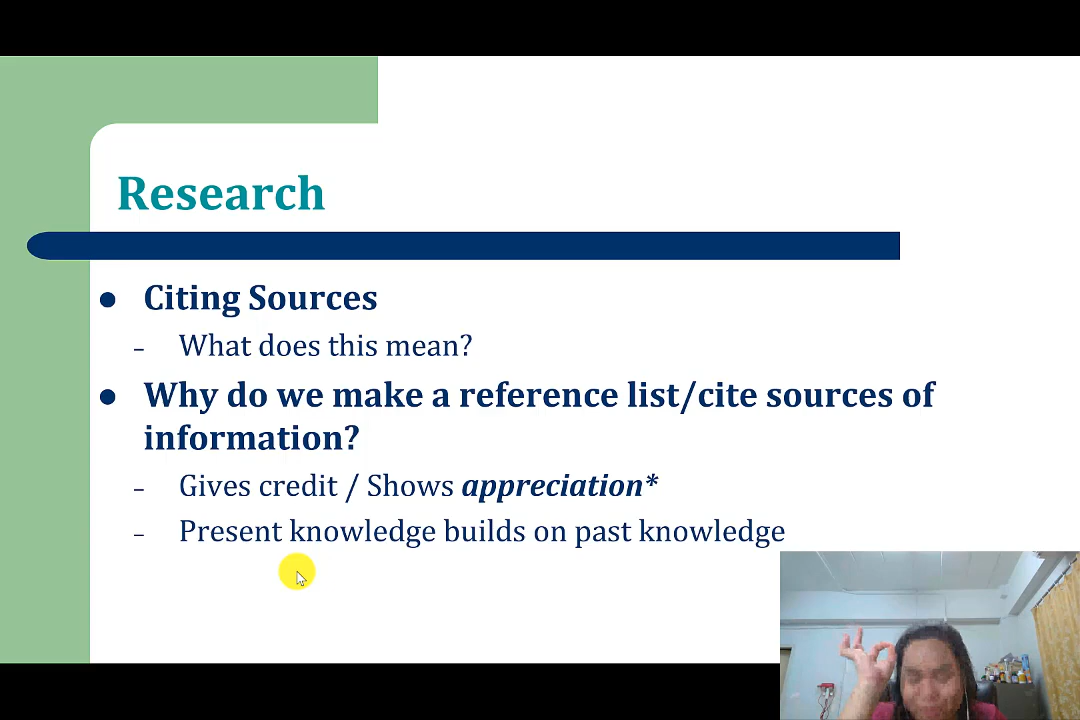 Research
Citing Sources
– What does this mean?
Why do we make a reference list/cite sources of
information?
– Gives credit / Shows appreciation*
– Present knowledge builds on past knowledge